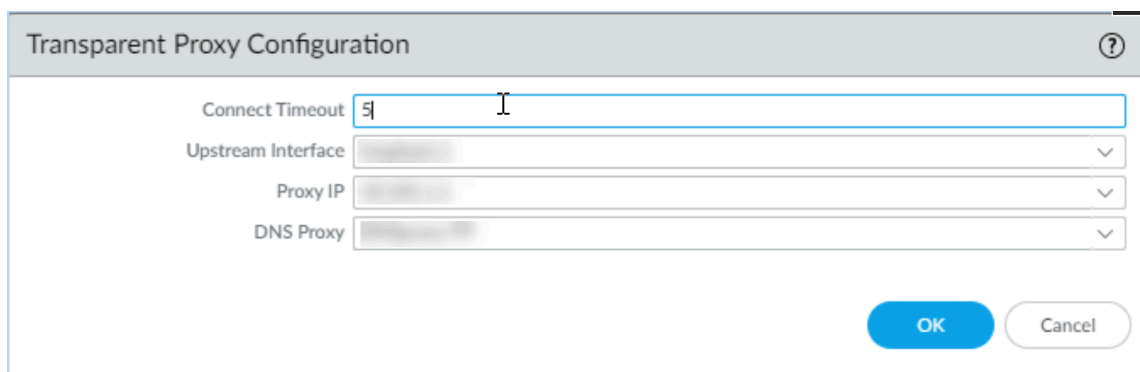 Transparent Proxy Configuration
Connect Timeout 5
Upstream Interface
Proxy IP
DNS Proxy
OK Cancel